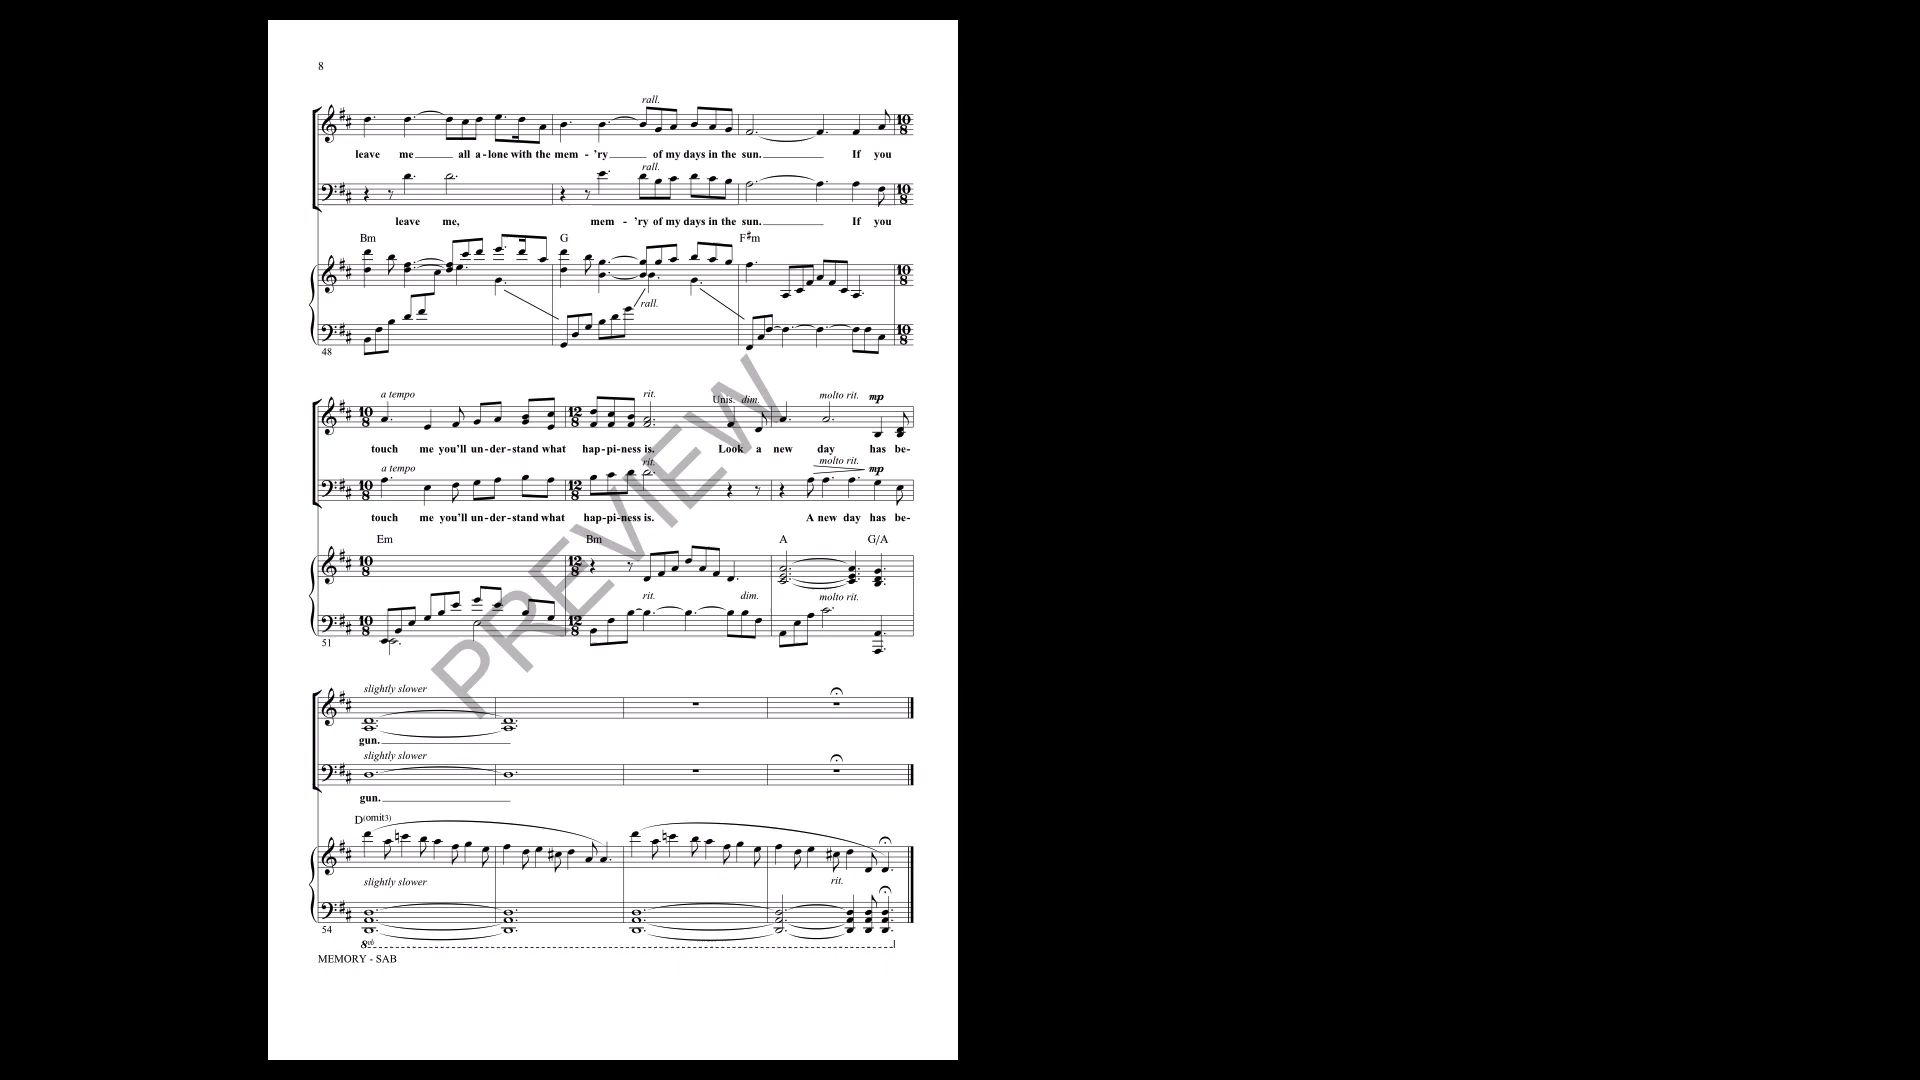 8
rall.
leave me all a - lone with the mem - 'ry of my days in the sun. If you
rall.
leave me, mem - 'ry of my days in the sun. If you
Bm G F#m
rall.
48
a tempo rit. Unis. dim. molto rit. mp
touch me you'll un - der - stand what hap - pi - ness is. Look a new day has be-
a tempo rit. molto rit. mp
touch me you'll un - der - stand what hap - pi - ness is. A new day has be-
Em Bm A G/A
rit. dim. molto rit.
51
slightly slower
gun.
slightly slower
gun.
D(omit3)
slightly slower rit.
54
8vb
MEMORY - SAB
PREVIEW